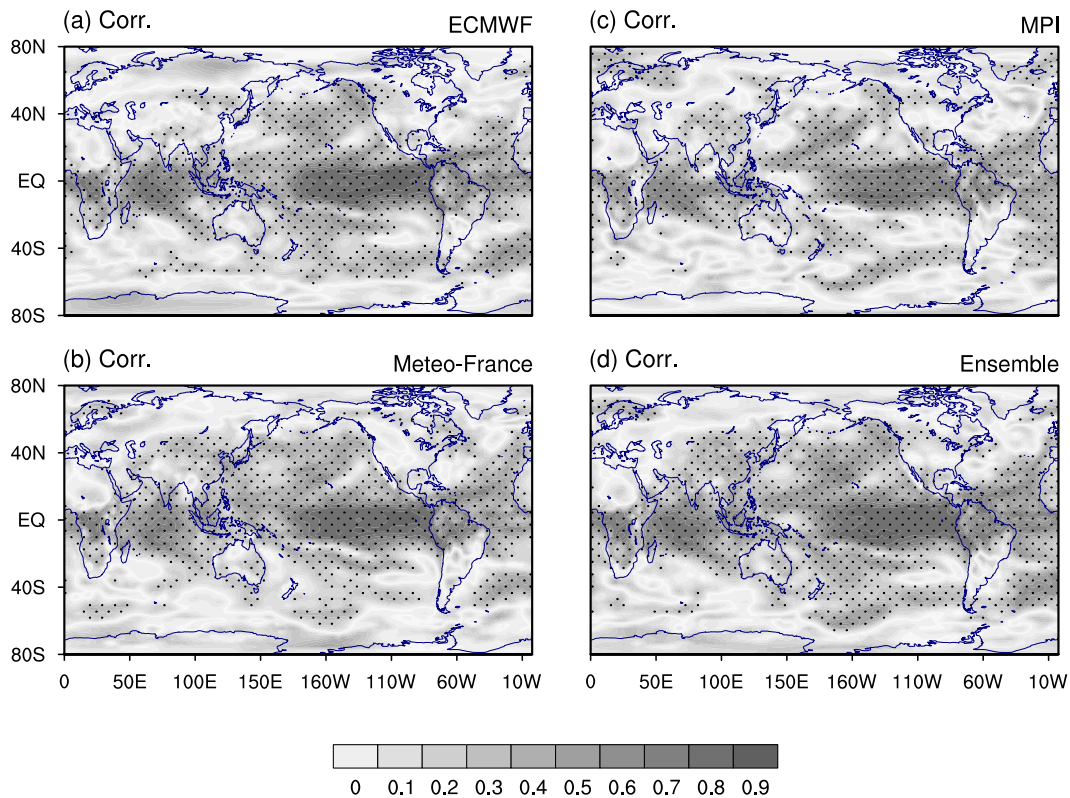 (a) Corr. ECMWF
80N
40N
EQ
40S
80S
(c) Corr. MPI
(b) Corr. Meteo-France
80N
40N
EQ
40S
80S
0 50E 100E 150E 160W 110W 60W 10W
(d) Corr. Ensemble
0 50E 100E 150E 160W 110W 60W 10W
0 0.1 0.2 0.3 0.4 0.5 0.6 0.7 0.8 0.9